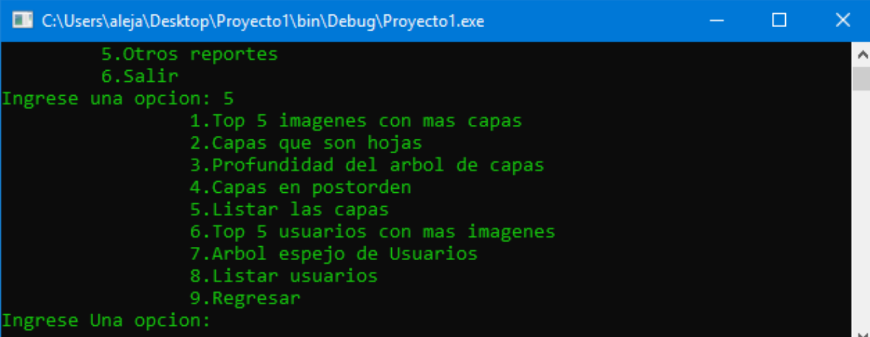 C:\Users\aleja\Desktop\Proyecto1\bin\Debug\Proyecto1.exe
5.Otros reportes
6.Salir
Ingrese una opcion: 5
1.Top 5 imagenes con mas capas
2.Capas que son hojas
3.Profundidad del arbol de capas
4.Capas en postorden
5.Listar las capas
6.Top 5 usuarios con mas imagenes
7.Arbol espejo de Usuarios
8.Listar usuarios
9.Regresar
Ingrese Una opcion: